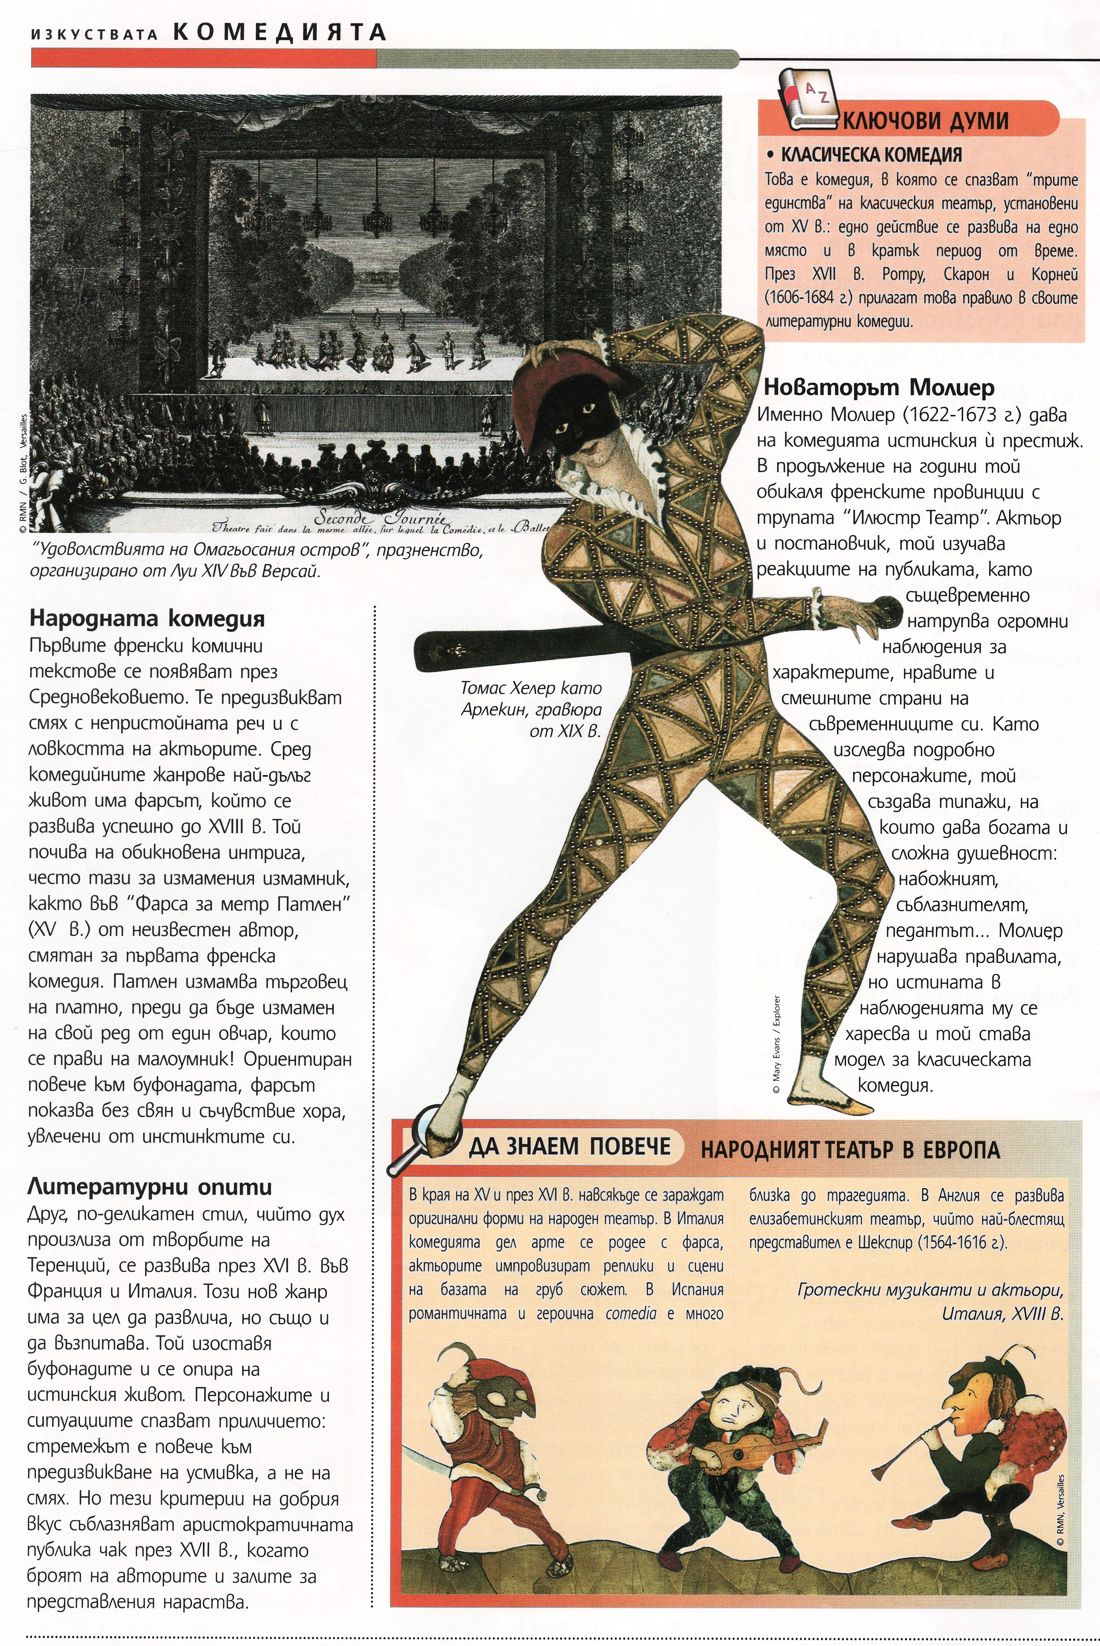 ИЗКУСТВАТА КОМЕДИЯТА
A Z
КЛЮЧОВИ ДУМИ
• КЛАСИЧЕСКА КОМЕДИЯ
Това е комедия, в която се спазват “трите
единства” на класическия театър, установени
от XV в.: едно действие се развива на едно
място и в кратък период от време.
През XVII в. Ротру, Скарон и Корней
(1606-1684 г.) прилагат това правило в своите
литературни комедии.
© RMN / G. Blot, Versailles
Seconde Journée
Theatre fait dans la mesme allée, sur lequel la Comédie, et le Ballet
“Удоволствията на Омагьосания остров“, празненство,
организирано от Луи XIV във Версай.
Народната комедия
Първите френски комични
текстове се появяват през
Средновековието. Те предизвикват
смях с непристойната реч и с
ловкостта на актьорите. Сред
комедийните жанрове най-дълъг
живот има фарсът, който се
развива успешно до XVIII в. Той
почива на обикновена интрига,
често тази за измамения измамник,
както във “Фарса за метр Патлен”
(XV в.) от неизвестен автор,
смятан за първата френска
комедия. Патлен измамва търговец
на платно, преди да бъде измамен
на свой ред от един овчар, които
се прави на малоумник! Ориентиран
повече към буфонадата, фарсът
показва без свян и съчувствие хора,
увлечени от инстинктите си.
Литературни опити
Друг, по-деликатен стил, чийто дух
произлиза от творбите на
Теренций, се развива през XVI в. във
Франция и Италия. Този нов жанр
има за цел да развлича, но също и
да възпитава. Той изоставя
буфонадите и се опира на
истинския живот. Персонажите и
ситуациите спазват приличието:
стремежът е повече към
предизвикване на усмивка, а не на
смях. Но тези критерии на добрия
вкус съблазняват аристократичната
публика чак през XVII в., когато
броят на авторите и залите за
представления нараства.
Томас Хелер като
Арлекин, гравюра
от XIX в.
Новаторът Молиер
Именно Молиер (1622-1673 г.) дава
на комедията истинския ѝ престиж.
В продължение на години той
обикаля френските провинции с
трупата “Илюстр Театр”. Актьор
и постановчик, той изучава
реакциите на публиката, като
същевременно
натрупва огромни
наблюдения за
характерите, нравите и
смешните страни на
съвременниците си. Като
изследва подробно
персонажите, той
създава типажи, на
които дава богата и
сложна душевност:
набожният,
съблазнителят,
педантът... Молиер
нарушава правилата,
но истината в
наблюденията му се
харесва и той става
модел за класическата
комедия.
© Mary Evans / Explorer
ДА ЗНАЕМ ПОВЕЧЕ НАРОДНИЯТ ТЕАТЪР В ЕВРОПА
В края на XV и през XVI в. навсякъде се зараждат
оригинални форми на народен театър. В Италия
комедията дел арте се родее с фарса,
актьорите импровизират реплики и сцени
на базата на груб сюжет. В Испания
романтичната и героична comedia е много
близка до трагедията. В Англия се развива
елизабетинският театър, чийто най-блестящ
представител е Шекспир (1564-1616 г.).
Гротескни музиканти и актьори,
Италия, XVIII в.
© RMN, Versailles